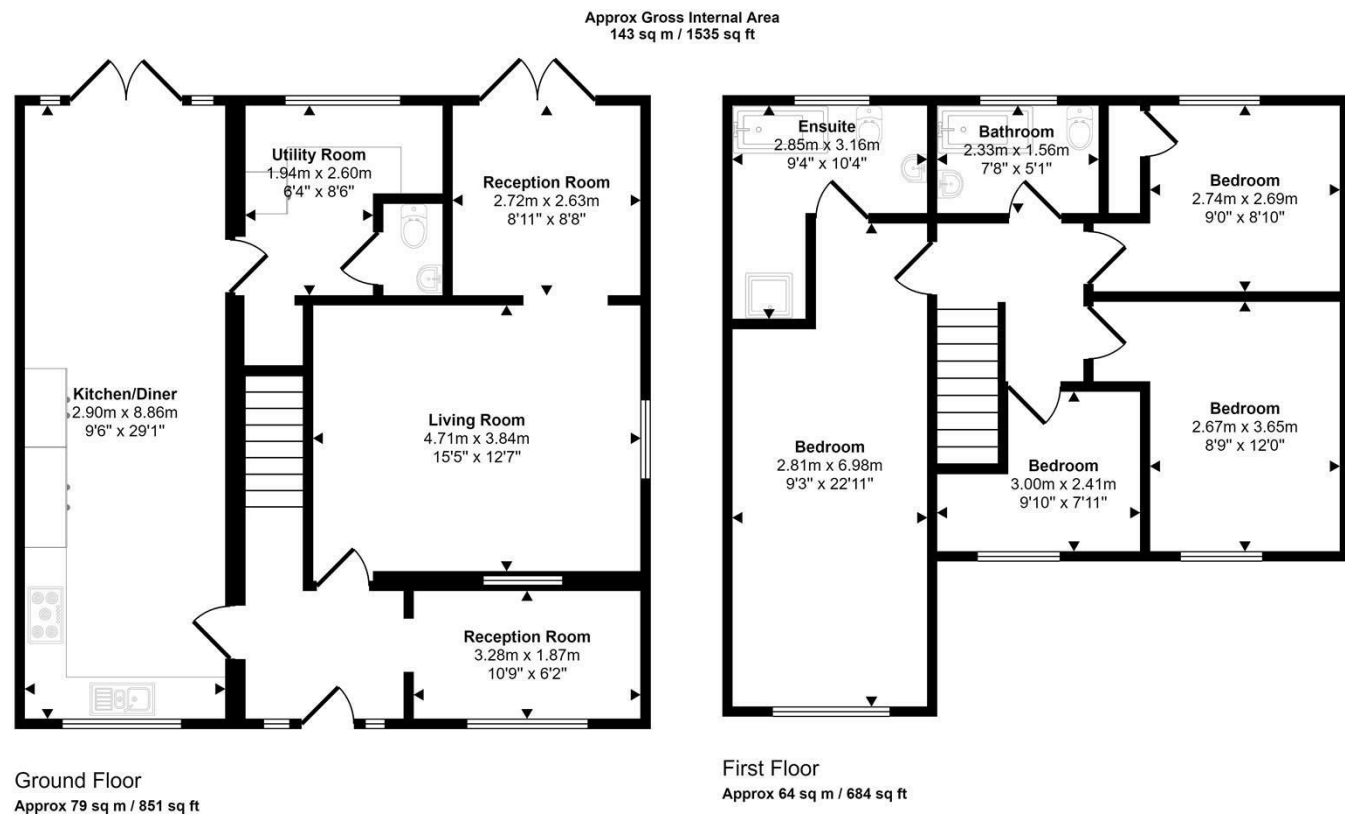 Approx Gross Internal Area
143 sq m / 1535 sq ft
Utility Room
1.94m x 2.60m
6'4" x 8'6"
Reception Room
2.72m x 2.63m
8'11" x 8'8"
Kitchen/Diner
2.90m x 8.86m
9'6" x 29'1"
Living Room
4.71m x 3.84m
15'5" x 12'7"
Reception Room
3.28m x 1.87m
10'9" x 6'2"
Ground Floor
Approx 79 sq m / 851 sq ft
Ensuite
2.85m x 3.16m
9'4" x 10'4"
Bathroom
2.33m x 1.56m
7'8" x 5'1"
Bedroom
2.74m x 2.69m
9'0" x 8'10"
Bedroom
2.81m x 6.98m
9'3" x 22'11"
Bedroom
3.00m x 2.41m
9'10" x 7'11"
Bedroom
2.67m x 3.65m
8'9" x 12'0"
First Floor
Approx 64 sq m / 684 sq ft